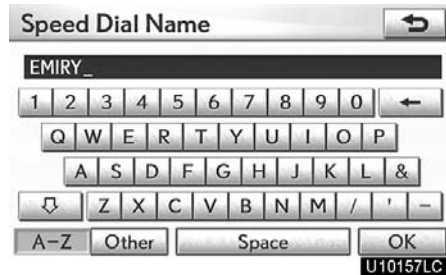 Speed Dial Name
EMIRY_
1 2 3 4 5 6 7 8 9 0 ←
Q W E R T Y U I O P
A S D F G H J K L &
⇩ Z X C V B N M / ' -
A-Z Other Space OK
U10157LC